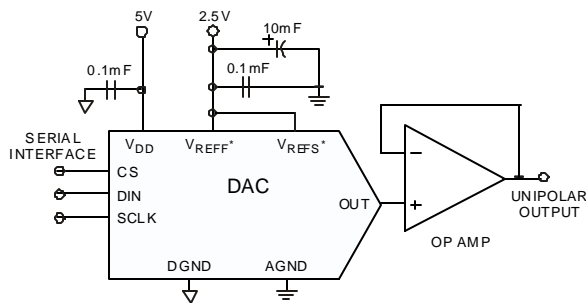 5V
2.5V
10mF
+
0.1mF
0.1mF
SERIAL
INTERFACE
VDD
VREFF*
VREFS*
CS
DIN
SCLK
DAC
OUT
DGND
AGND
−
+
OP AMP
UNIPOLAR
OUTPUT